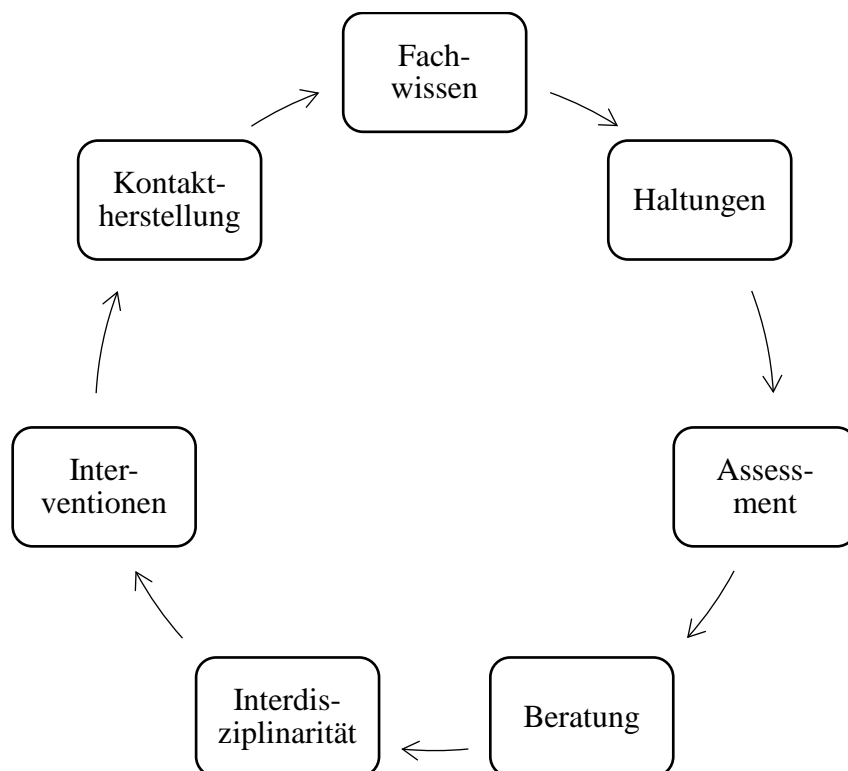 Fach-
wissen
Haltungen
Assess-
ment
Beratung
Interdis-
ziplinarität
Inter-
ventionen
Kontakt-
herstellung